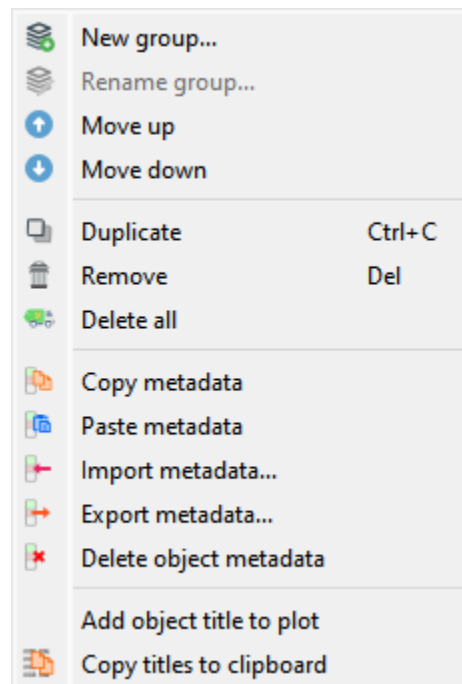 New group...
Rename group...
Move up
Move down
Duplicate Ctrl+C
Remove Del
Delete all
Copy metadata
Paste metadata
Import metadata...
Export metadata...
Delete object metadata
Add object title to plot
Copy titles to clipboard